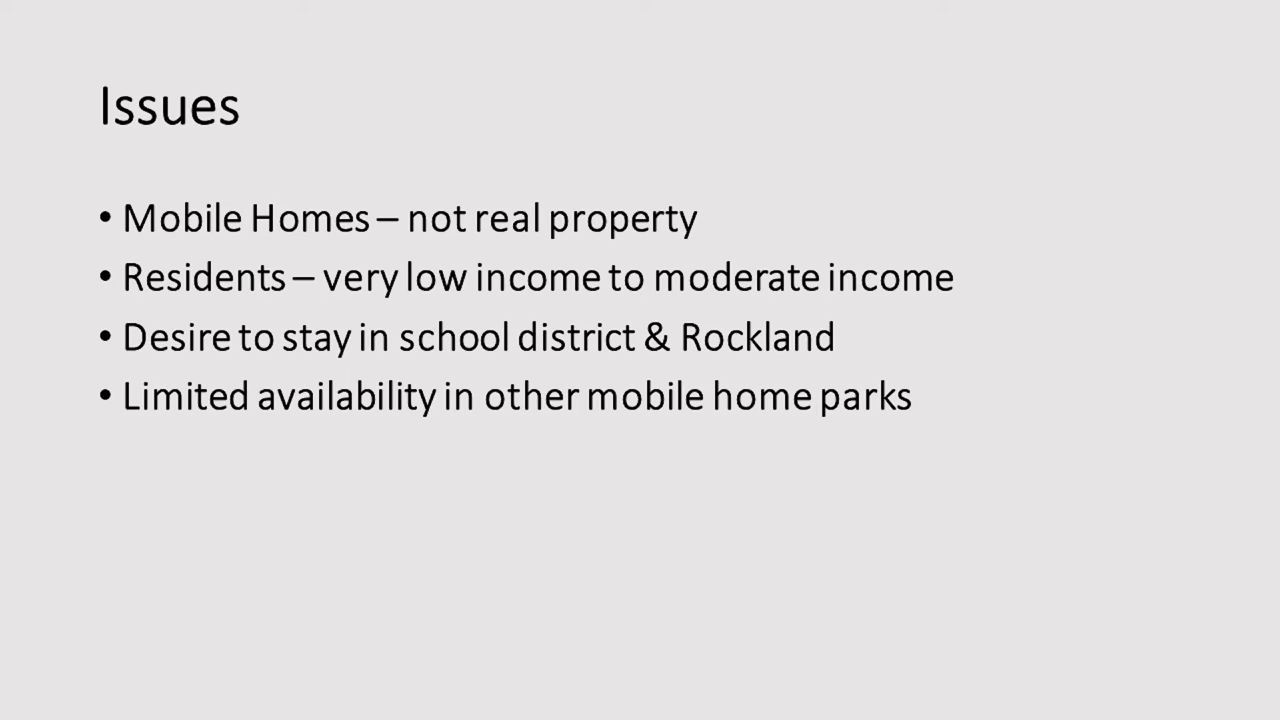 Issues
• Mobile Homes – not real property
• Residents – very low income to moderate income
• Desire to stay in school district & Rockland
• Limited availability in other mobile home parks